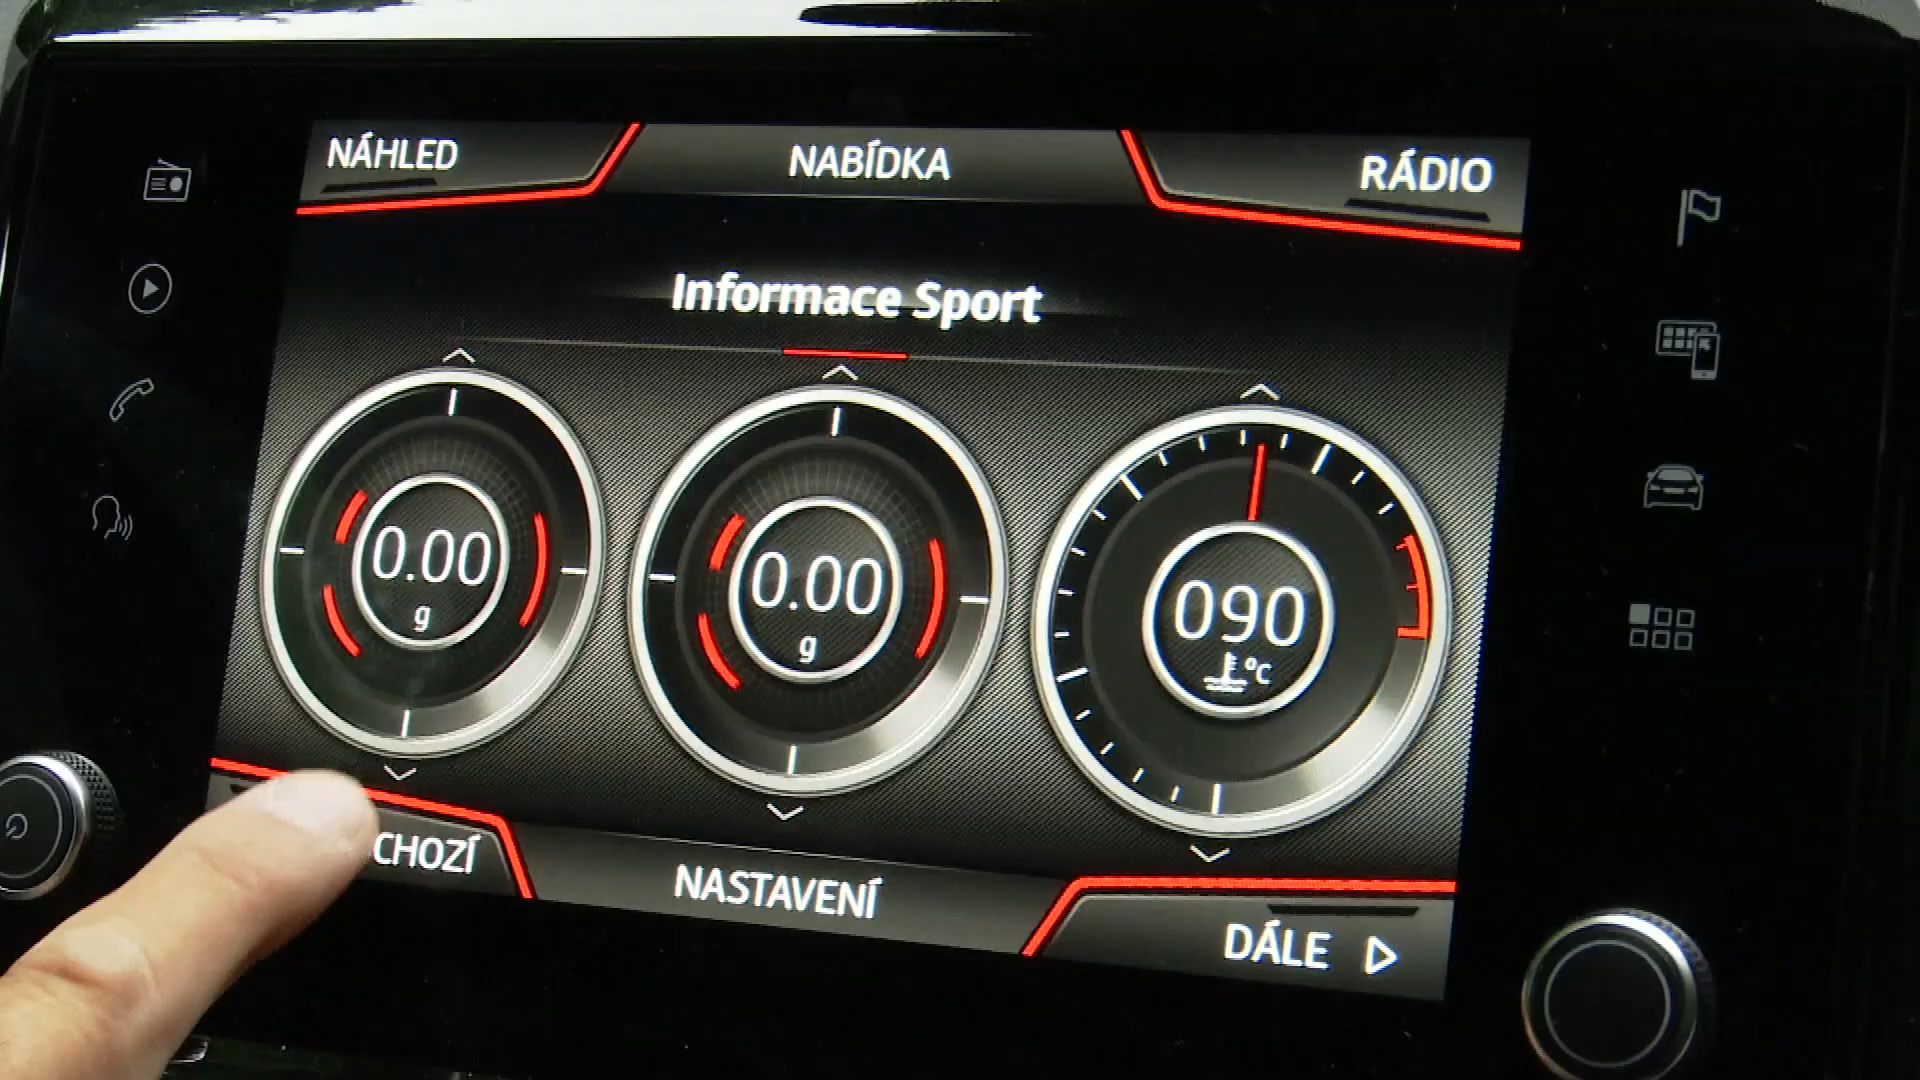 NÁHLED
NABÍDKA
RÁDIO
Informace Sport
0.00
g
0.00
g
090
°C
CHOZÍ
NASTAVENÍ
DÁLE